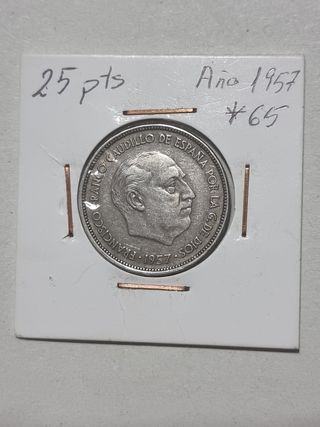 25 pts
Año 1957
*65
FRANCISCO FRANCO CAUDILLO DE ESPAÑA POR LA G. DE DIOS
· 1957 ·